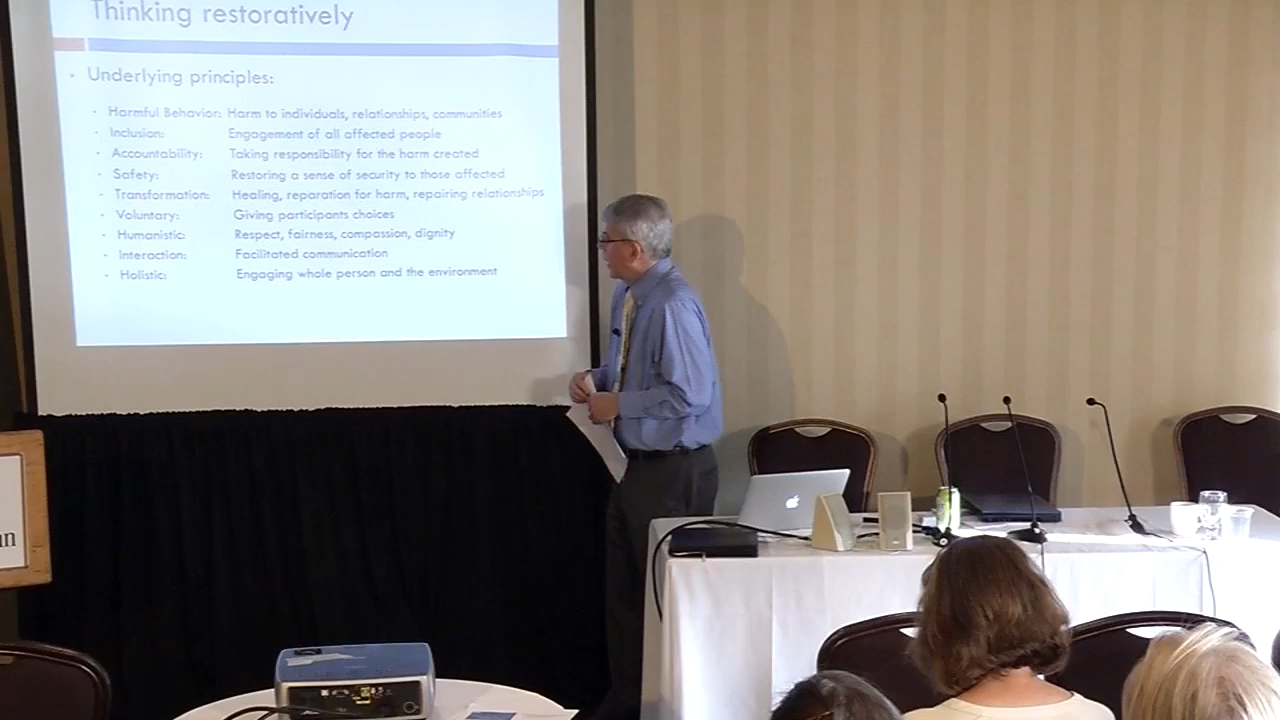 Thinking restoratively
• Underlying principles:
• Harmful Behavior: Harm to individuals, relationships, communities
• Inclusion: Engagement of all affected people
• Accountability: Taking responsibility for the harm created
• Safety: Restoring a sense of security to those affected
• Transformation: Healing, reparation for harm, repairing relationships
• Voluntary: Giving participants choices
• Humanistic: Respect, fairness, compassion, dignity
• Interaction: Facilitated communication
• Holistic: Engaging whole person and the environment